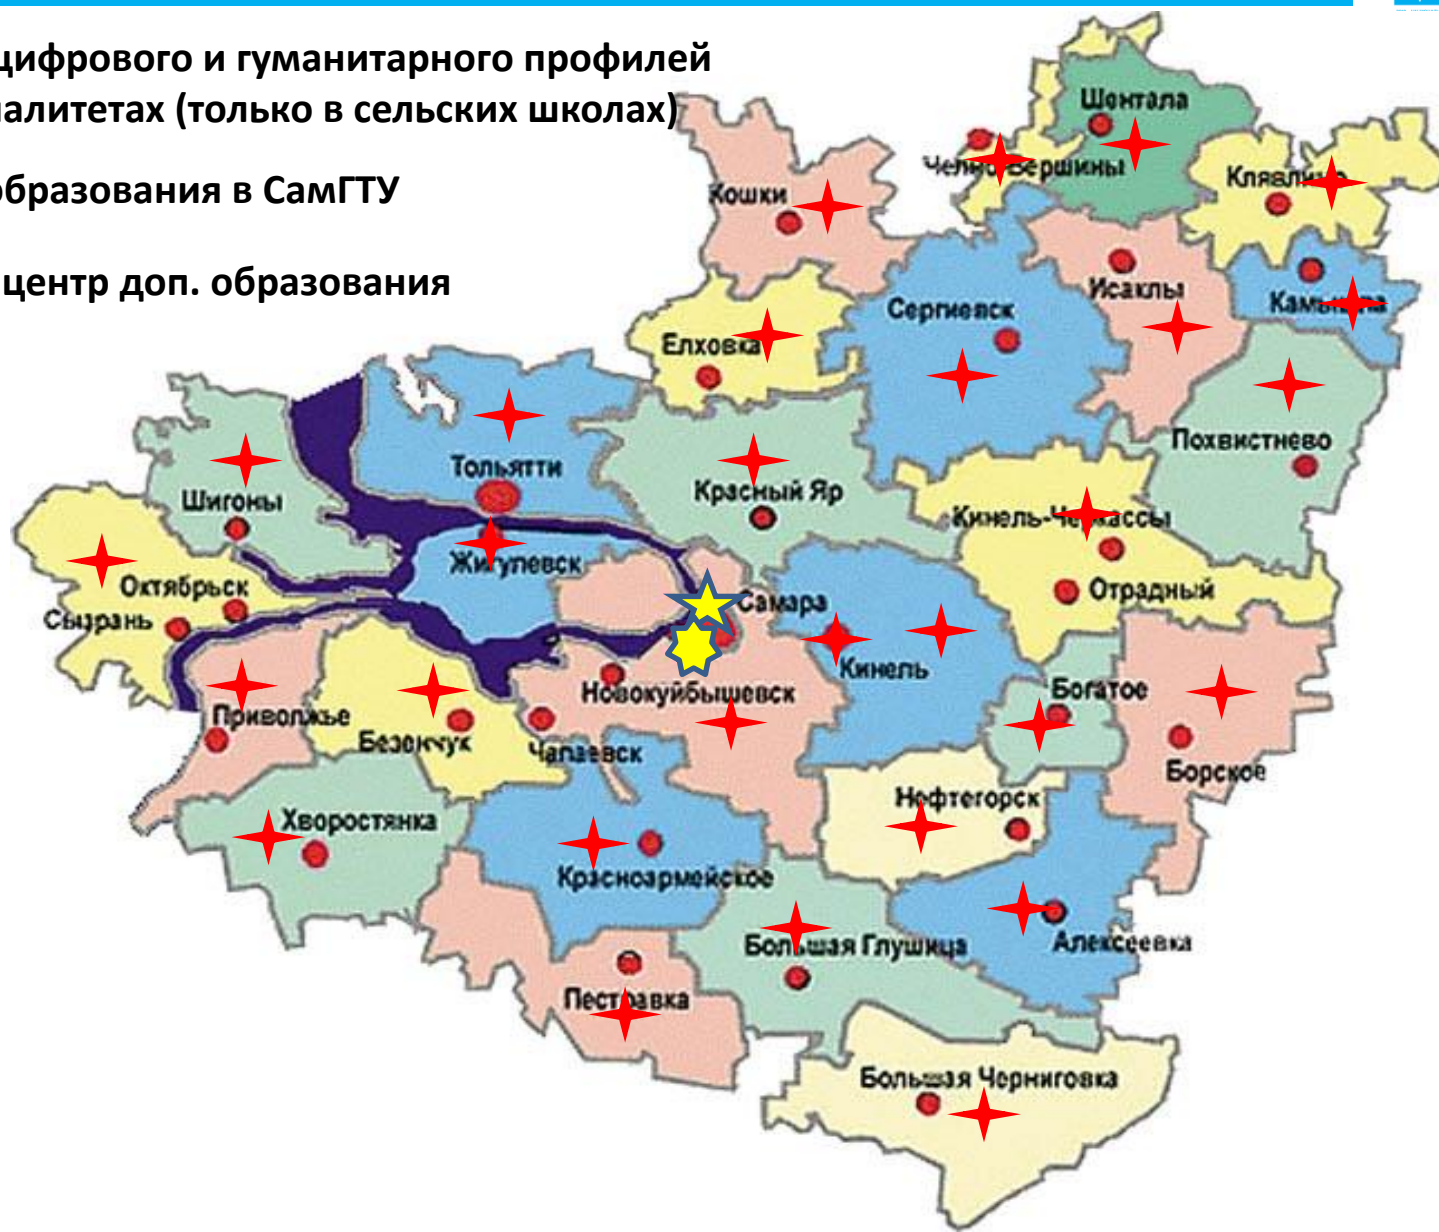 цифрового и гуманитарного профилей
алитетах (только в сельских школах)
образования в СамГТУ
центр доп. образования
Шентала
Челно-Вершины
Клявлино
Кошки
Исаклы
Камышла
Сергиевск
Елховка
Похвистнево
Тольятти
Красный Яр
Шигоны
Кинель-Черкассы
Жигулевск
Октябрьск
Отрадный
Самара
Сызрань
Кинель
Новокуйбышевск
Богатое
Приволжье
Безенчук
Чапаевск
Борское
Нефтегорск
Хворостянка
Красноармейское
Алексеевка
Большая Глушица
Пестравка
Большая Черниговка